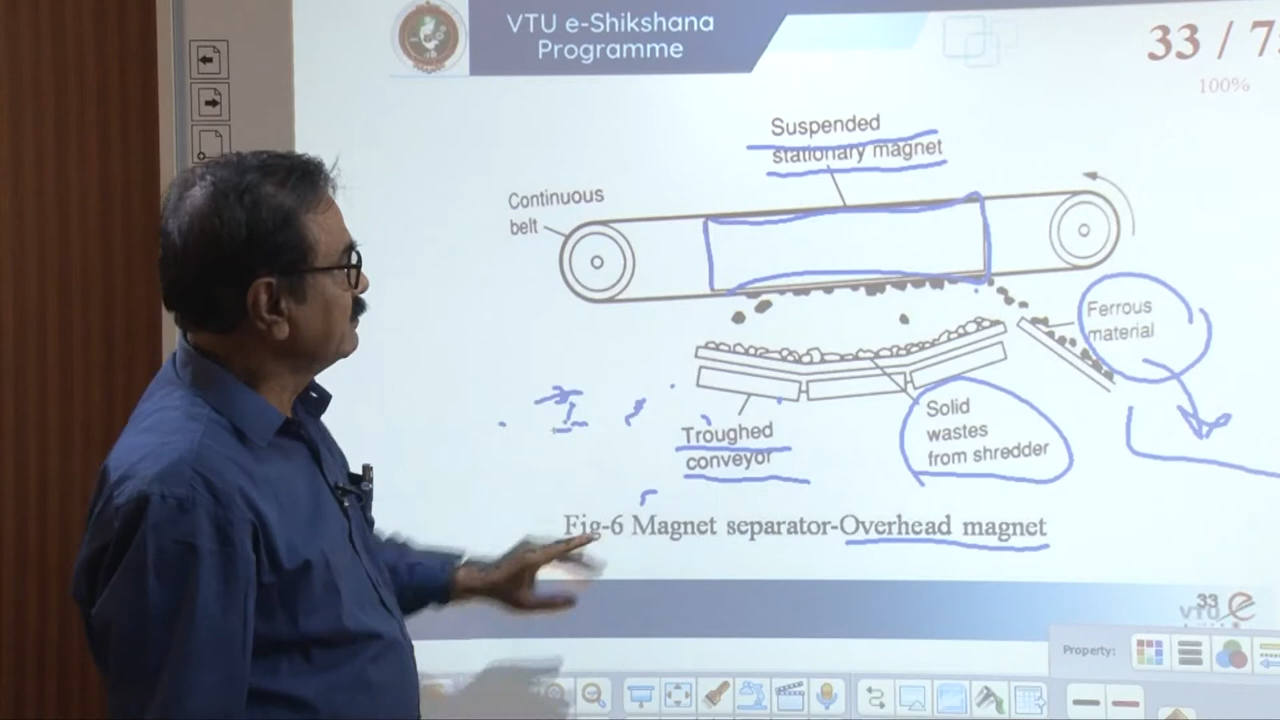 VTU e-Shikshana
Programme
33 / 7
100%
Suspended
stationary magnet
Continuous
belt
Ferrous
material
Solid
wastes
from shredder
Troughed
conveyor
Fig-6 Magnet separator-Overhead magnet
33
VTU e
Property: